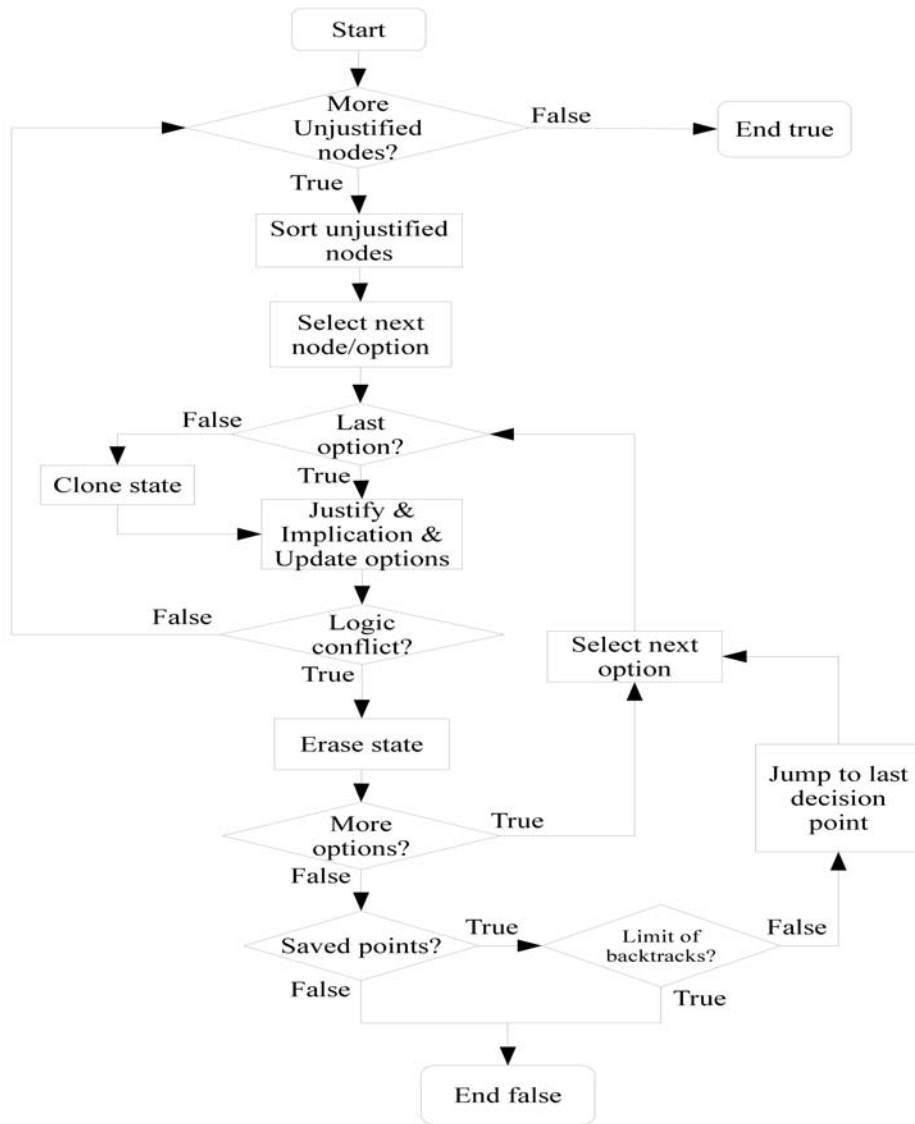 Start
More
Unjustified
nodes?
False
End true
True
Sort unjustified
nodes
Select next
node/option
False
Last
option?
True
Clone state
Justify &
Implication &
Update options
False
Logic
conflict?
True
Select next
option
Erase state
Jump to last
decision
point
More
options?
True
False
Saved points?
True
Limit of
backtracks?
False
False
True
End false